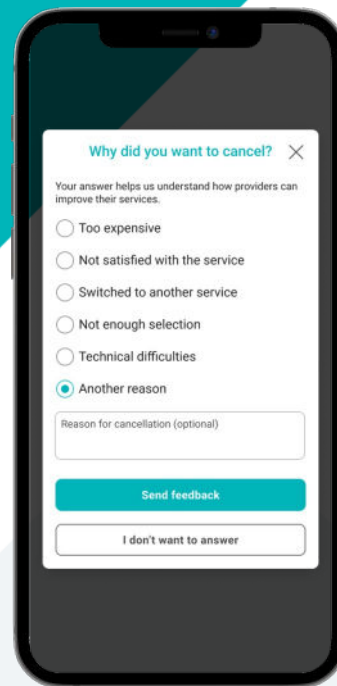 Why did you want to cancel?
Your answer helps us understand how providers can
improve their services.
Too expensive
Not satisfied with the service
Switched to another service
Not enough selection
Technical difficulties
Another reason
Reason for cancellation (optional)
Send feedback
I don't want to answer